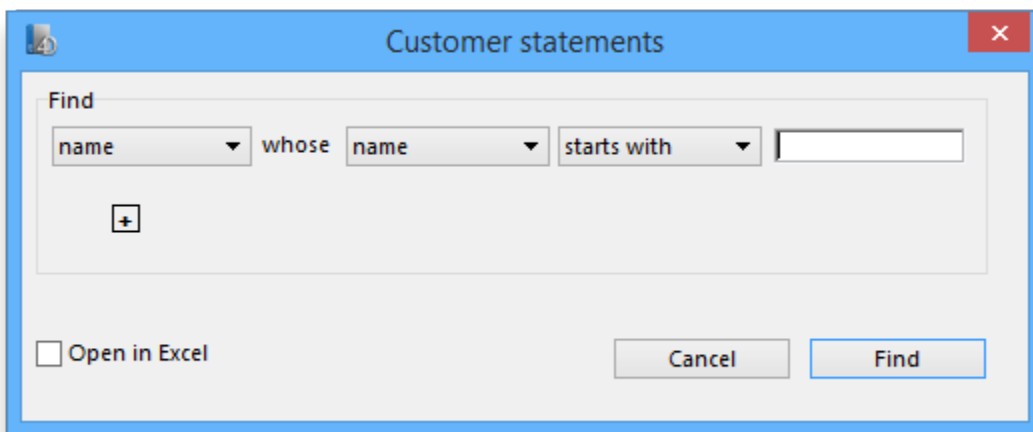 Customer statements
Find
name whose name starts with
+
Open in Excel
Cancel Find